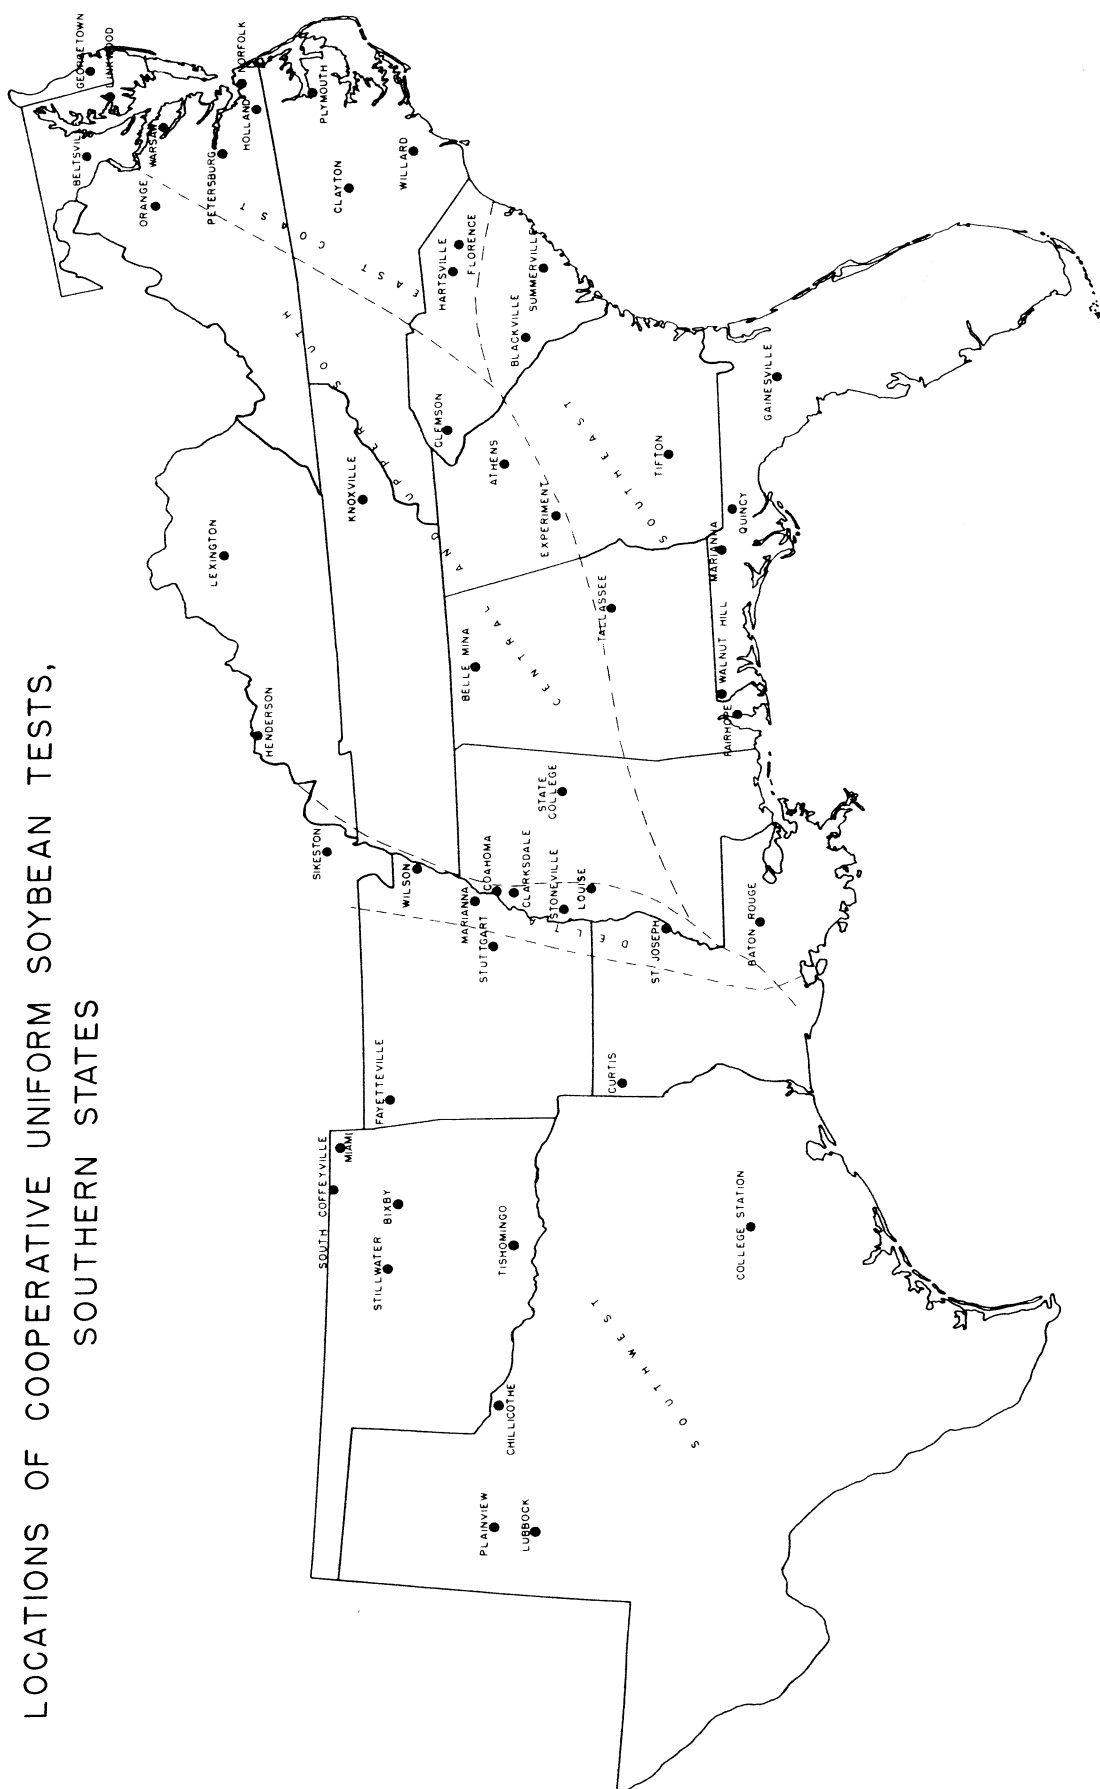 LOCATIONS OF COOPERATIVE UNIFORM SOYBEAN TESTS,
SOUTHERN STATES
GEORGETOWN
LINKWOOD
BELTSVILLE
WARSAW
ORANGE
PETERSBURG
NORFOLK
HOLLAND
PLYMOUTH
CLAYTON
WILLARD
EAST COAST
HARTSVILLE
FLORENCE
SUMMERVILLE
BLACKVILLE
CLEMSON
LEXINGTON
HENDERSON
KNOXVILLE
UPPER AND CENTRAL SOUTH
ATHENS
EXPERIMENT
TIFTON
SOUTHEAST
GAINESVILLE
QUINCY
MARIANNA
WALNUT HILL
FAIRHOPE
TALLASSEE
BELLE MINA
STATE
COLLEGE
SIKESTON
WILSON
COAHOMA
CLARKSDALE
STONEVILLE
LOUISE
MARIANNA
STUTTGART
DELTA
ST. JOSEPH
BATON ROUGE
CURTIS
FAYETTEVILLE
MIAMI
SOUTH COFFEYVILLE
BIXBY
STILLWATER
TISHOMINGO
COLLEGE STATION
SOUTHWEST
CHILLICOTHE
PLAINVIEW
LUBBOCK